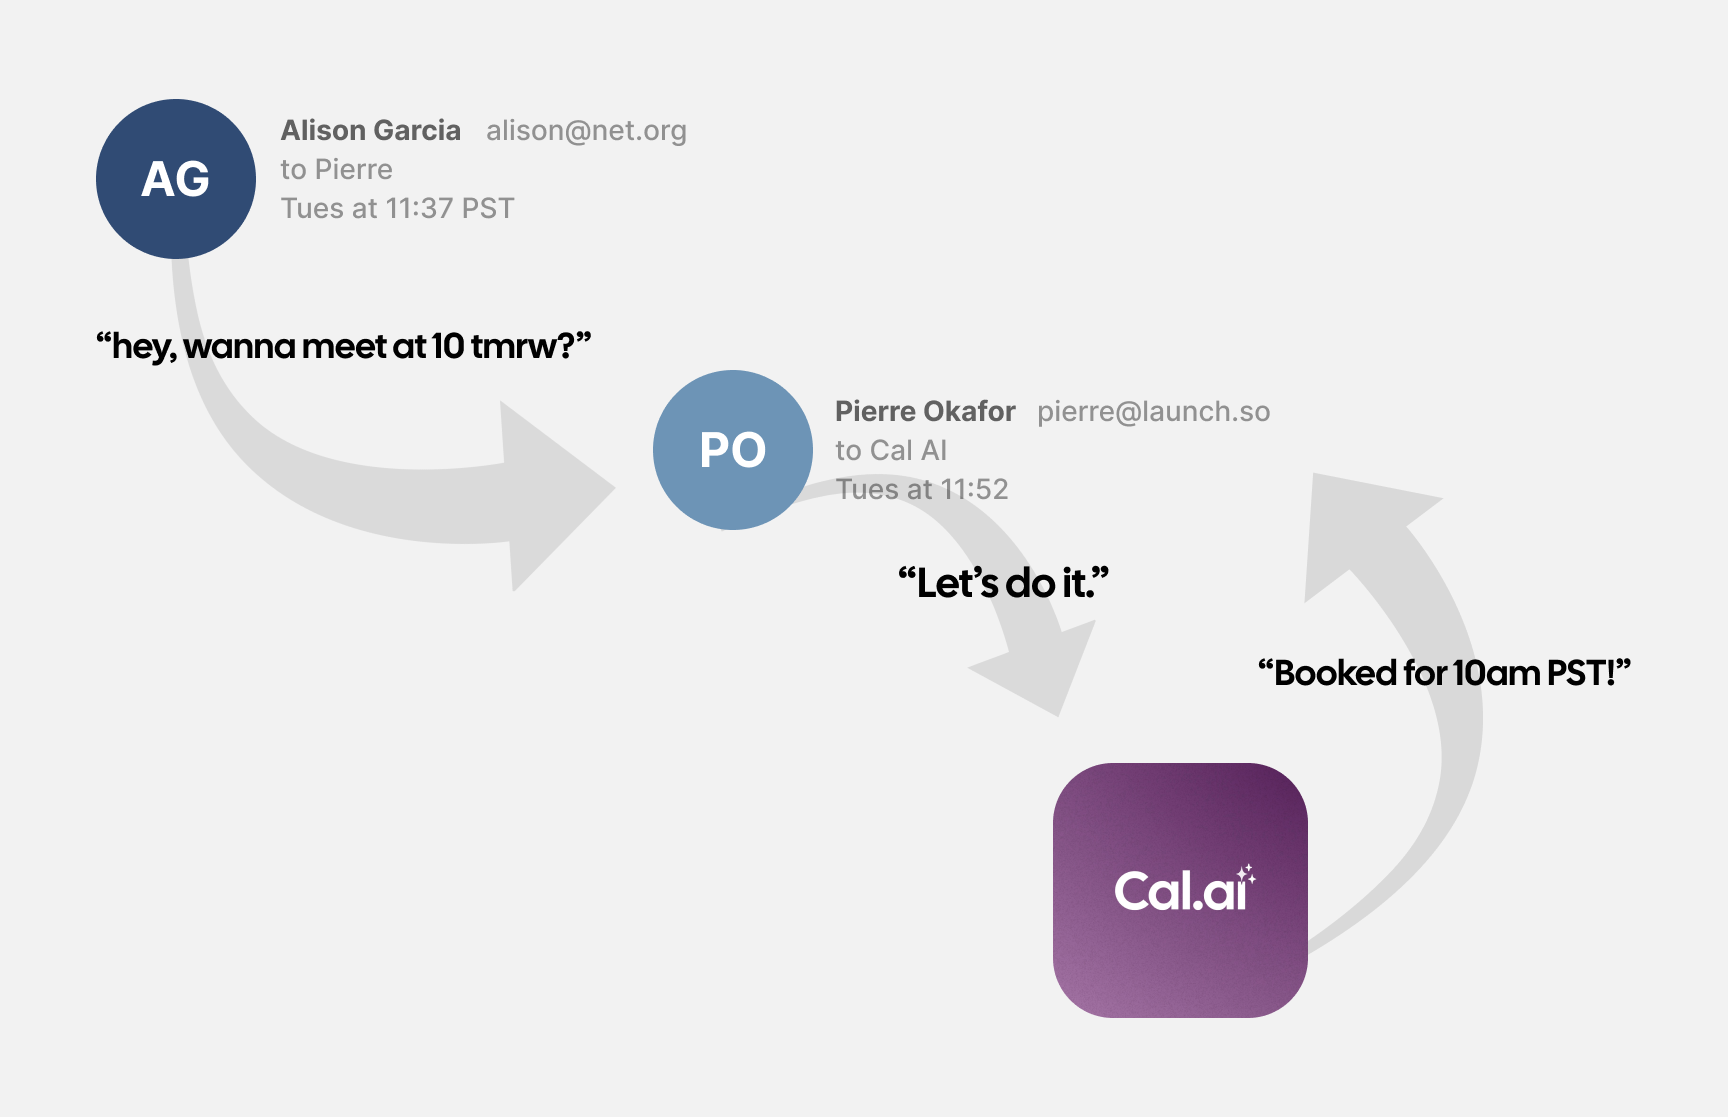 AG
Alison Garcia alison@net.org
to Pierre
Tues at 11:37 PST
“hey, wanna meet at 10 tmrw?”
PO
Pierre Okafor pierre@launch.so
to Cal AI
Tues at 11:52
“Let’s do it.”
“Booked for 10am PST!”
Cal.ai